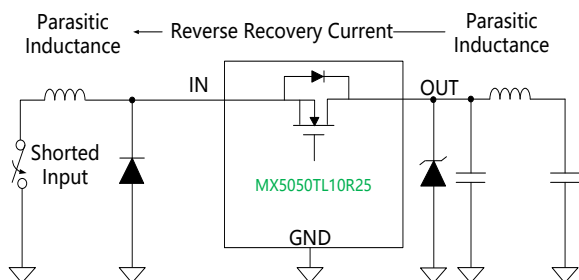 Parasitic
Inductance
Reverse Recovery Current
Parasitic
Inductance
IN
OUT
Shorted
Input
MX5050TL10R25
GND